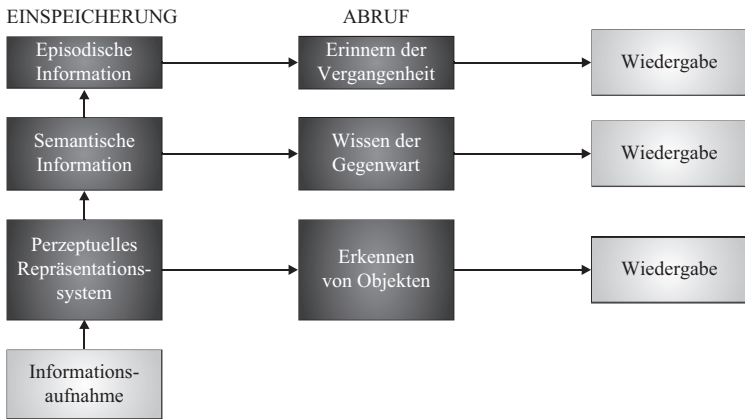 EINSPEICHERUNG
ABRUF
Episodische
Information
Erinnern der
Vergangenheit
Wiedergabe
Semantische
Information
Wissen der
Gegenwart
Wiedergabe
Perzeptuelles
Repräsentations-
system
Erkennen
von Objekten
Wiedergabe
Informations-
aufnahme